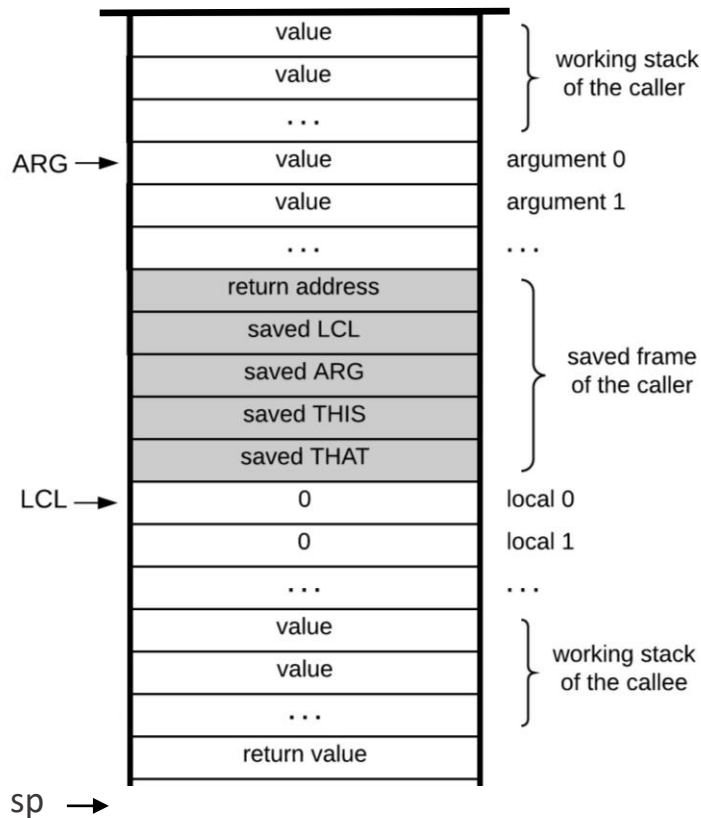 value
value
working stack
of the caller
. . .
ARG
value
argument 0
value
argument 1
. . .
. . .
return address
saved LCL
saved ARG
saved frame
of the caller
saved THIS
saved THAT
LCL
0
local 0
0
local 1
. . .
. . .
value
value
working stack
of the callee
. . .
return value
sp